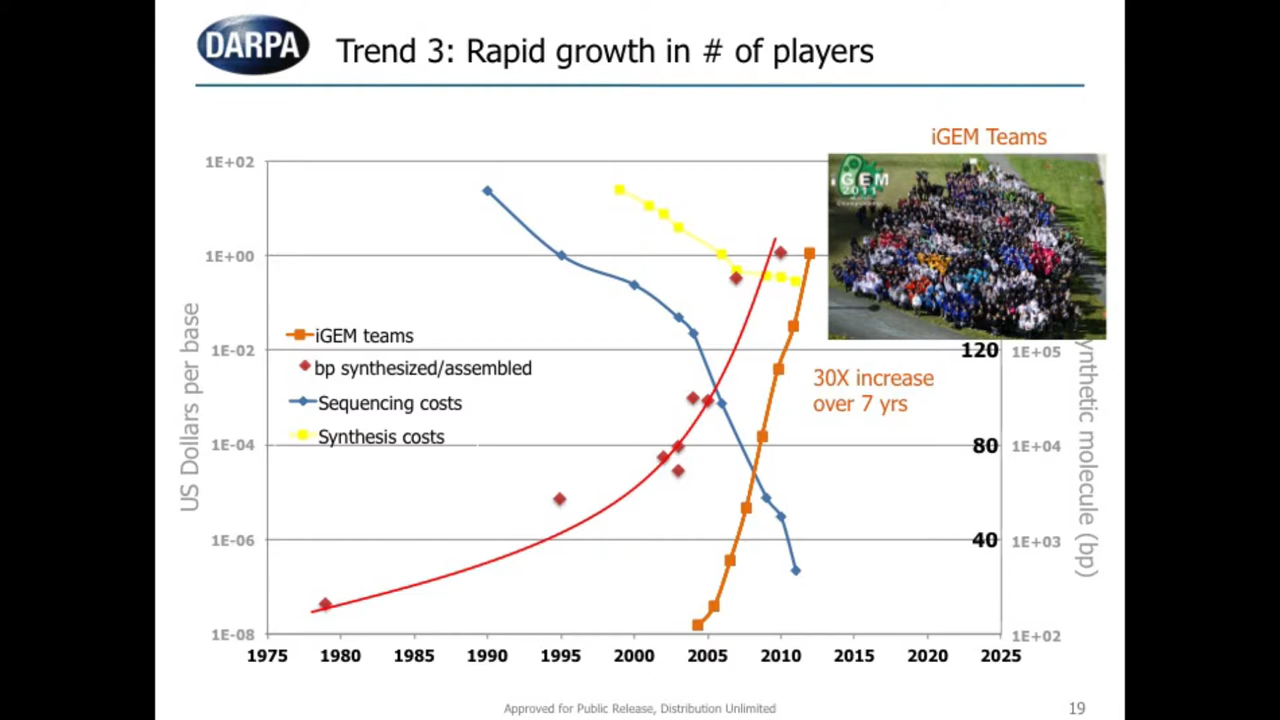 DARPA
Trend 3: Rapid growth in # of players
iGEM Teams
iGEM
2011
1E+02
1E+00
1E-02
1E-04
1E-06
1E-08
US Dollars per base
iGEM teams
bp synthesized/assembled
Sequencing costs
Synthesis costs
30X increase
over 7 yrs
120
80
40
1E+05
1E+04
1E+03
1E+02
ynthetic molecule (bp)
1975 1980 1985 1990 1995 2000 2005 2010 2015 2020 2025
Approved for Public Release, Distribution Unlimited
19